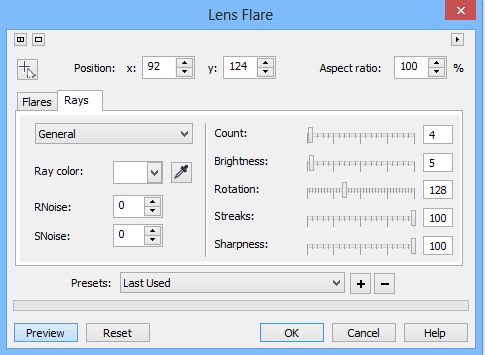 Lens Flare
Position: x: 92 y: 124 Aspect ratio: 100 %
Flares Rays
General
Ray color:
RNoise: 0
SNoise: 0
Count: 4
Brightness: 5
Rotation: 128
Streaks: 100
Sharpness: 100
Presets: Last Used
Preview Reset OK Cancel Help